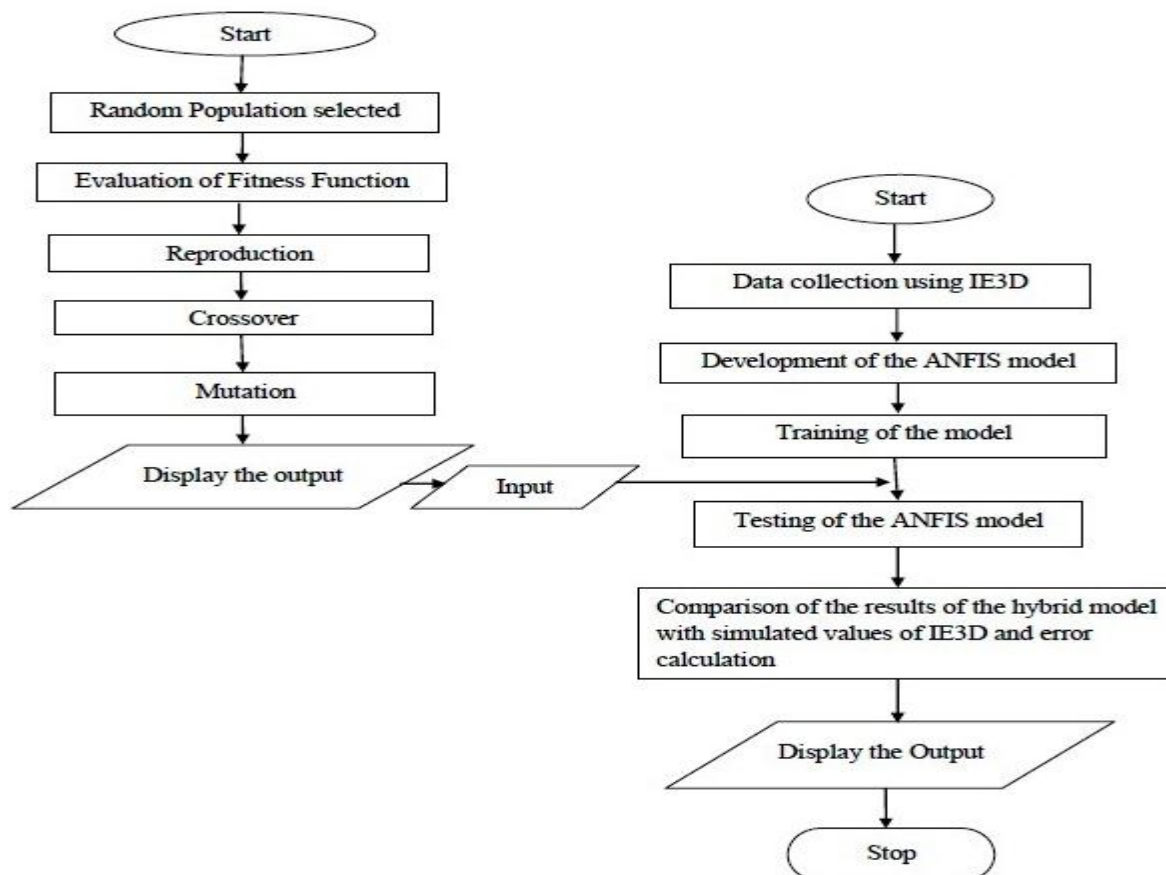 Start
Random Population selected
Evaluation of Fitness Function
Reproduction
Crossover
Mutation
Display the output
Input
Start
Data collection using IE3D
Development of the ANFIS model
Training of the model
Testing of the ANFIS model
Comparison of the results of the hybrid model
with simulated values of IE3D and error
calculation
Display the Output
Stop